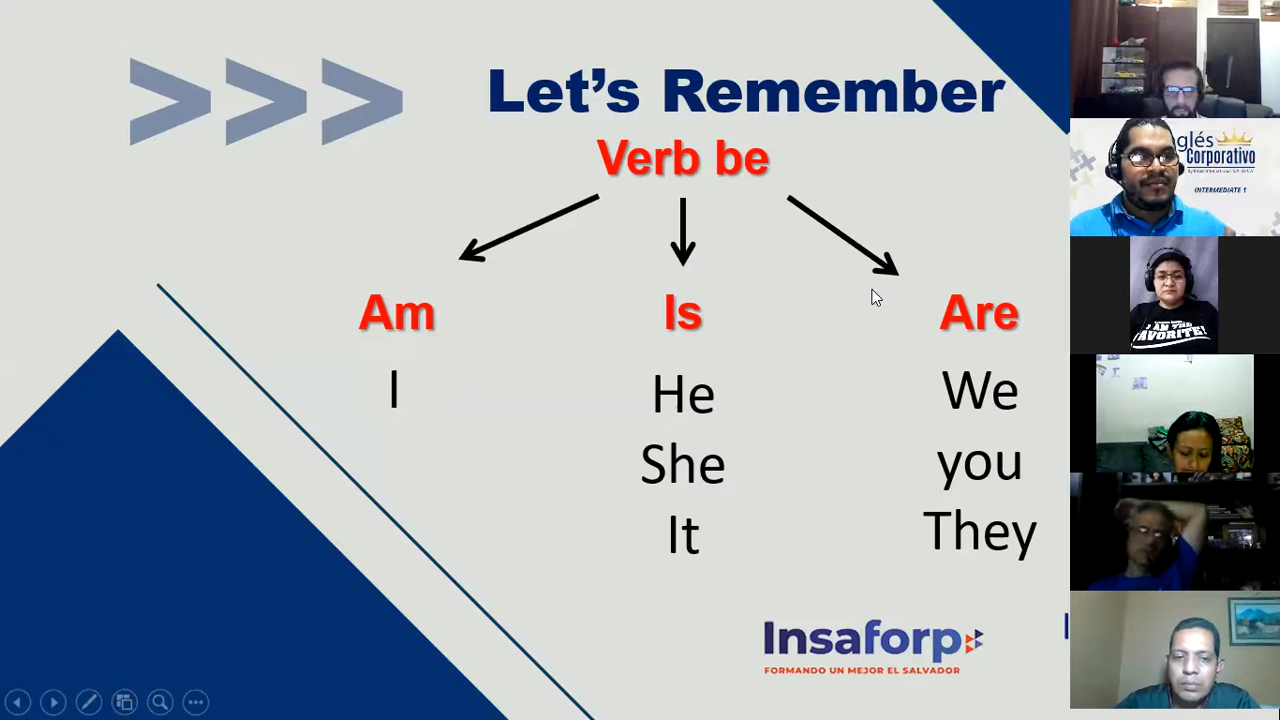 >>> Let's Remember
Verb be
Am Is Are
I He We
She you
It They
Insaforp
FORMANDO UN MEJOR EL SALVADOR
glés
Corporativo
INTERMEDIATE 1
I AM THE
FAVORITE!